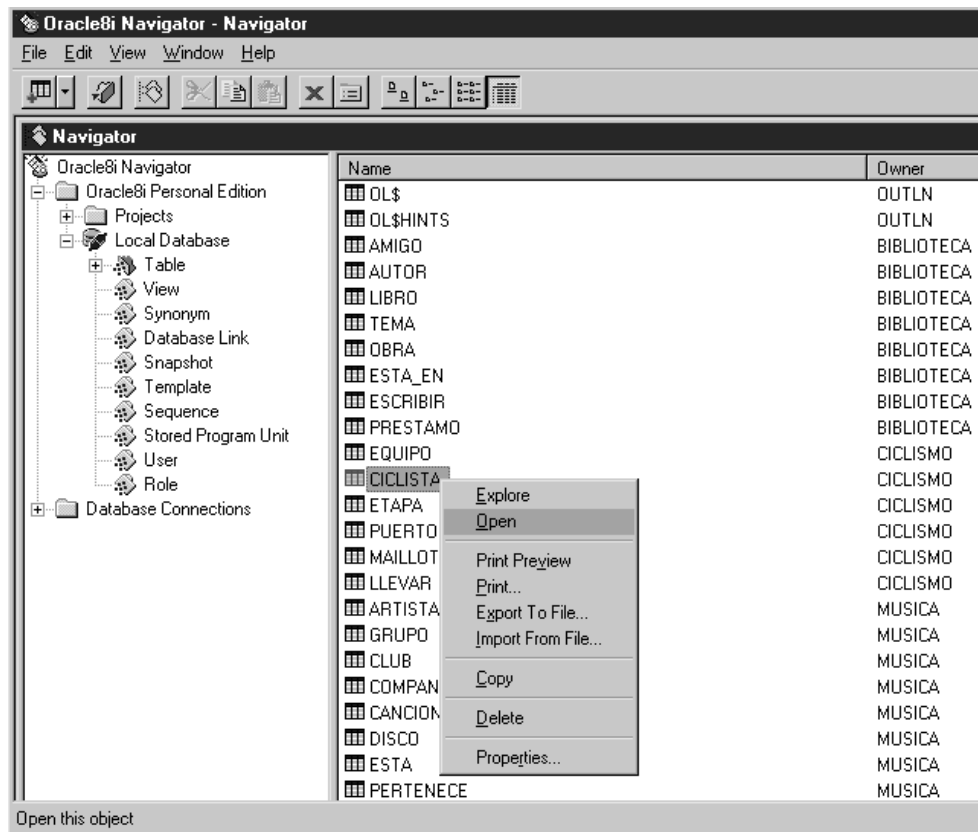 Oracle8i Navigator - Navigator
File Edit View Window Help
Navigator
Oracle8i Navigator
Oracle8i Personal Edition
Projects
Local Database
Table
View
Synonym
Database Link
Snapshot
Template
Sequence
Stored Program Unit
User
Role
Database Connections
Name Owner
OL$ OUTLN
OL$HINTS OUTLN
AMIGO BIBLIOTECA
AUTOR BIBLIOTECA
LIBRO BIBLIOTECA
TEMA BIBLIOTECA
OBRA BIBLIOTECA
ESTA_EN BIBLIOTECA
ESCRIBIR BIBLIOTECA
PRESTAMO BIBLIOTECA
EQUIPO CICLISMO
CICLISTA CICLISMO
ETAPA CICLISMO
PUERTO CICLISMO
MAILLOT CICLISMO
LLEVAR CICLISMO
ARTISTA MUSICA
GRUPO MUSICA
CLUB MUSICA
COMPAN MUSICA
CANCION MUSICA
DISCO MUSICA
ESTA MUSICA
PERTENECE MUSICA
Explore
Open
Print Preview
Print...
Export To File...
Import From File...
Copy
Delete
Properties...
Open this object